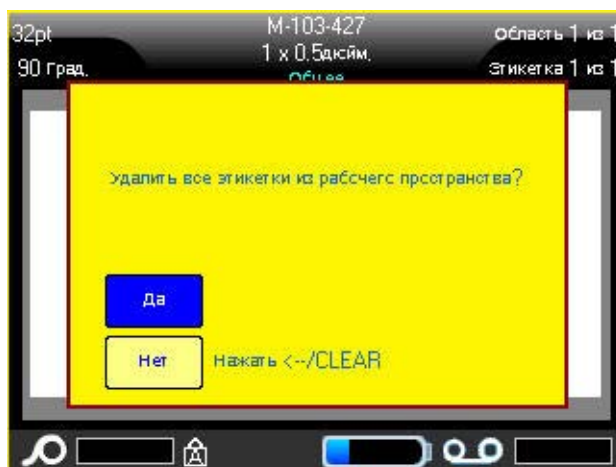 32pt
M-103-427
Область 1 из 1
1 x 0.5дюйм.
90 Град.
Общее
Этикетка 1 из 1
Удалить все этикетки из рабочего пространства?
Да
Нет
Нажать <--/CLEAR
A